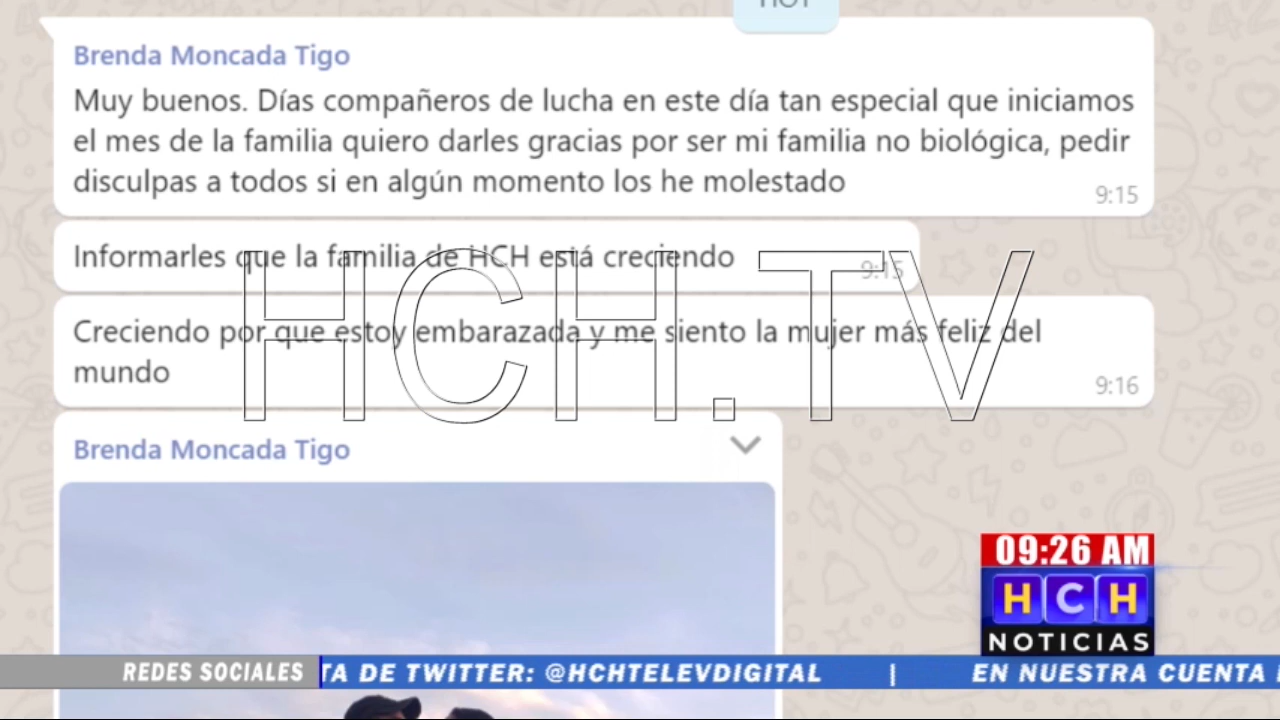 Brenda Moncada Tigo
Muy buenos. Días compañeros de lucha en este día tan especial que iniciamos
el mes de la familia quiero darles gracias por ser mi familia no biológica, pedir
disculpas a todos si en algún momento los he molestado
9:15
Informarles que la familia de HCH está creciendo
9:15
Creciendo por que estoy embarazada y me siento la mujer más feliz del
mundo
9:16
HCH.TV
Brenda Moncada Tigo
09:26 AM
HCH
NOTICIAS
REDES SOCIALES
TA DE TWITTER: @HCHTELEVDIGITAL | EN NUESTRA CUENTA